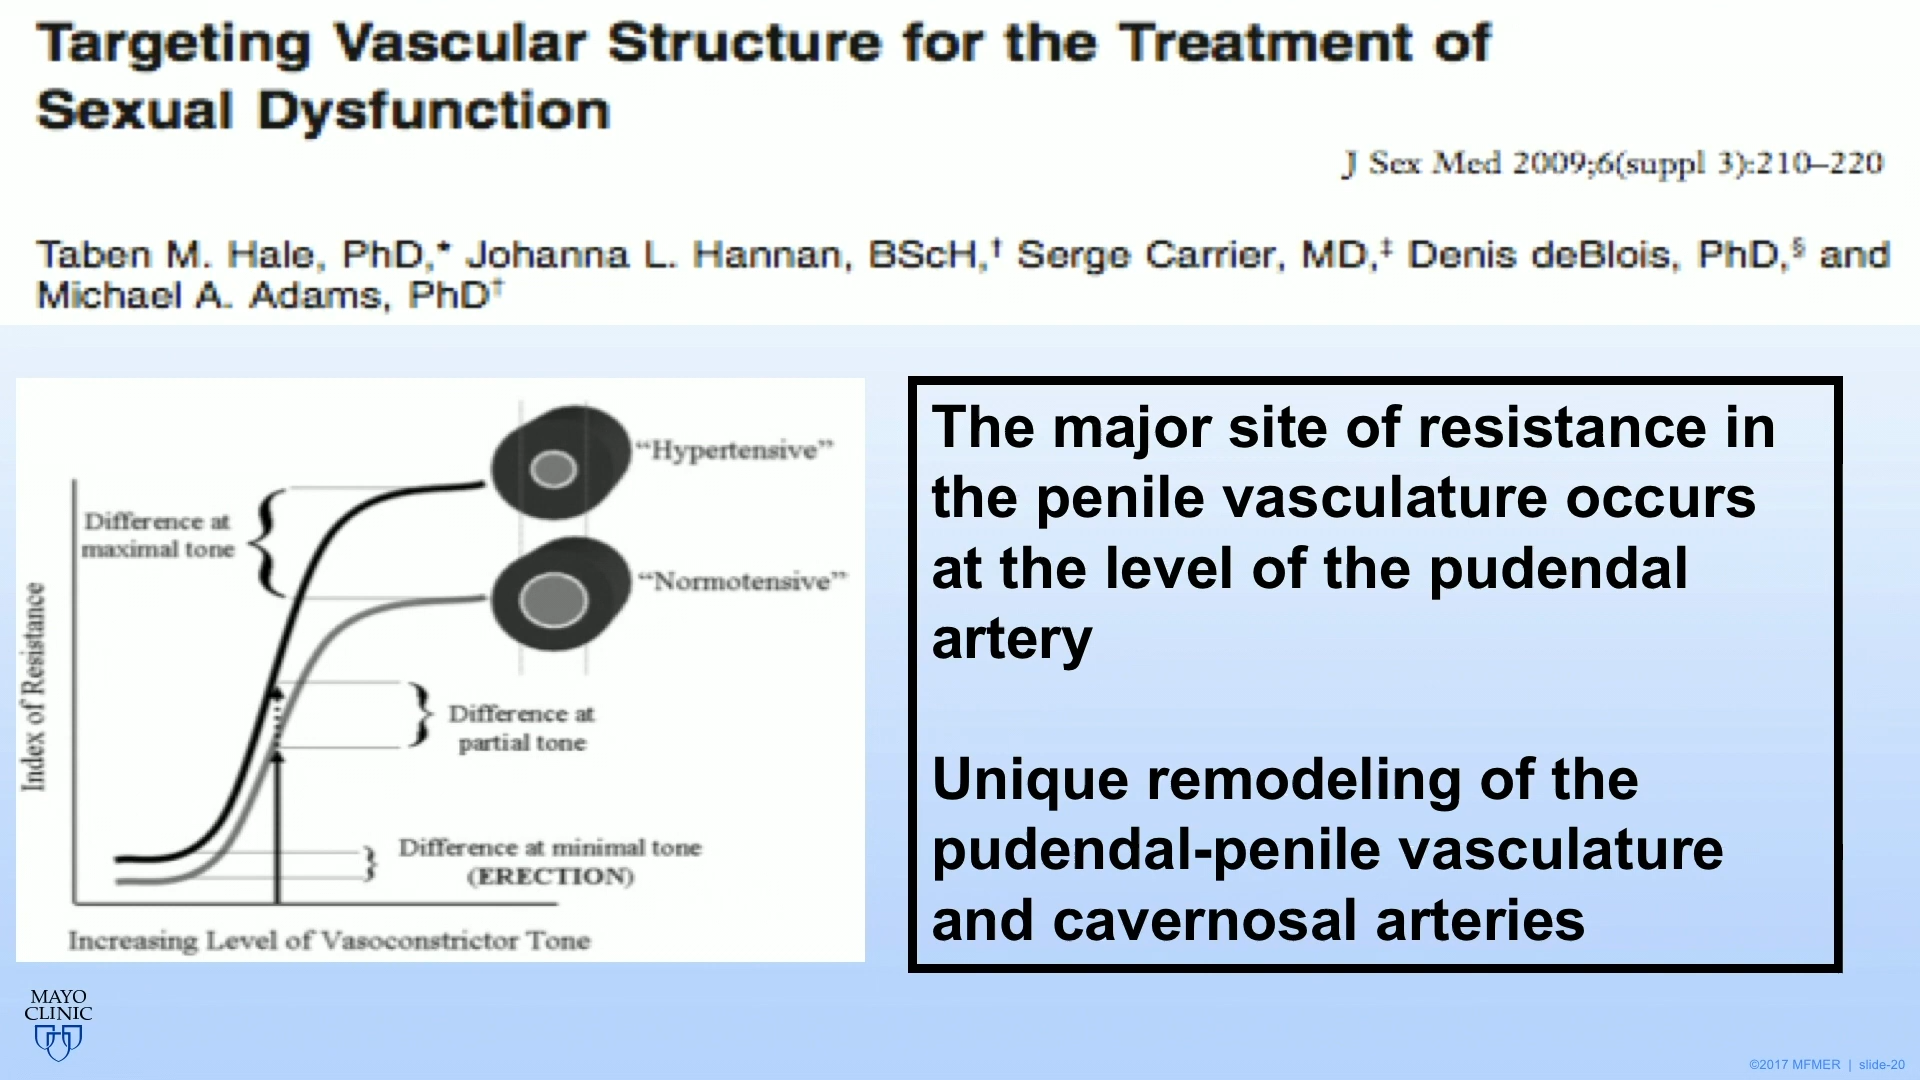 Targeting Vascular Structure for the Treatment of
Sexual Dysfunction
J Sex Med 2009;6(suppl 3):210–220
Taben M. Hale, PhD,* Johanna L. Hannan, BScH,† Serge Carrier, MD,‡ Denis deBlois, PhD,§ and
Michael A. Adams, PhD†
"Hypertensive"
Difference at
maximal tone
"Normotensive"
Index of Resistance
Difference at
partial tone
Difference at minimal tone
(ERECTION)
Increasing Level of Vasoconstrictor Tone
The major site of resistance in
the penile vasculature occurs
at the level of the pudendal
artery
Unique remodeling of the
pudendal-penile vasculature
and cavernosal arteries
MAYO
CLINIC
©2017 MFMER | slide-20